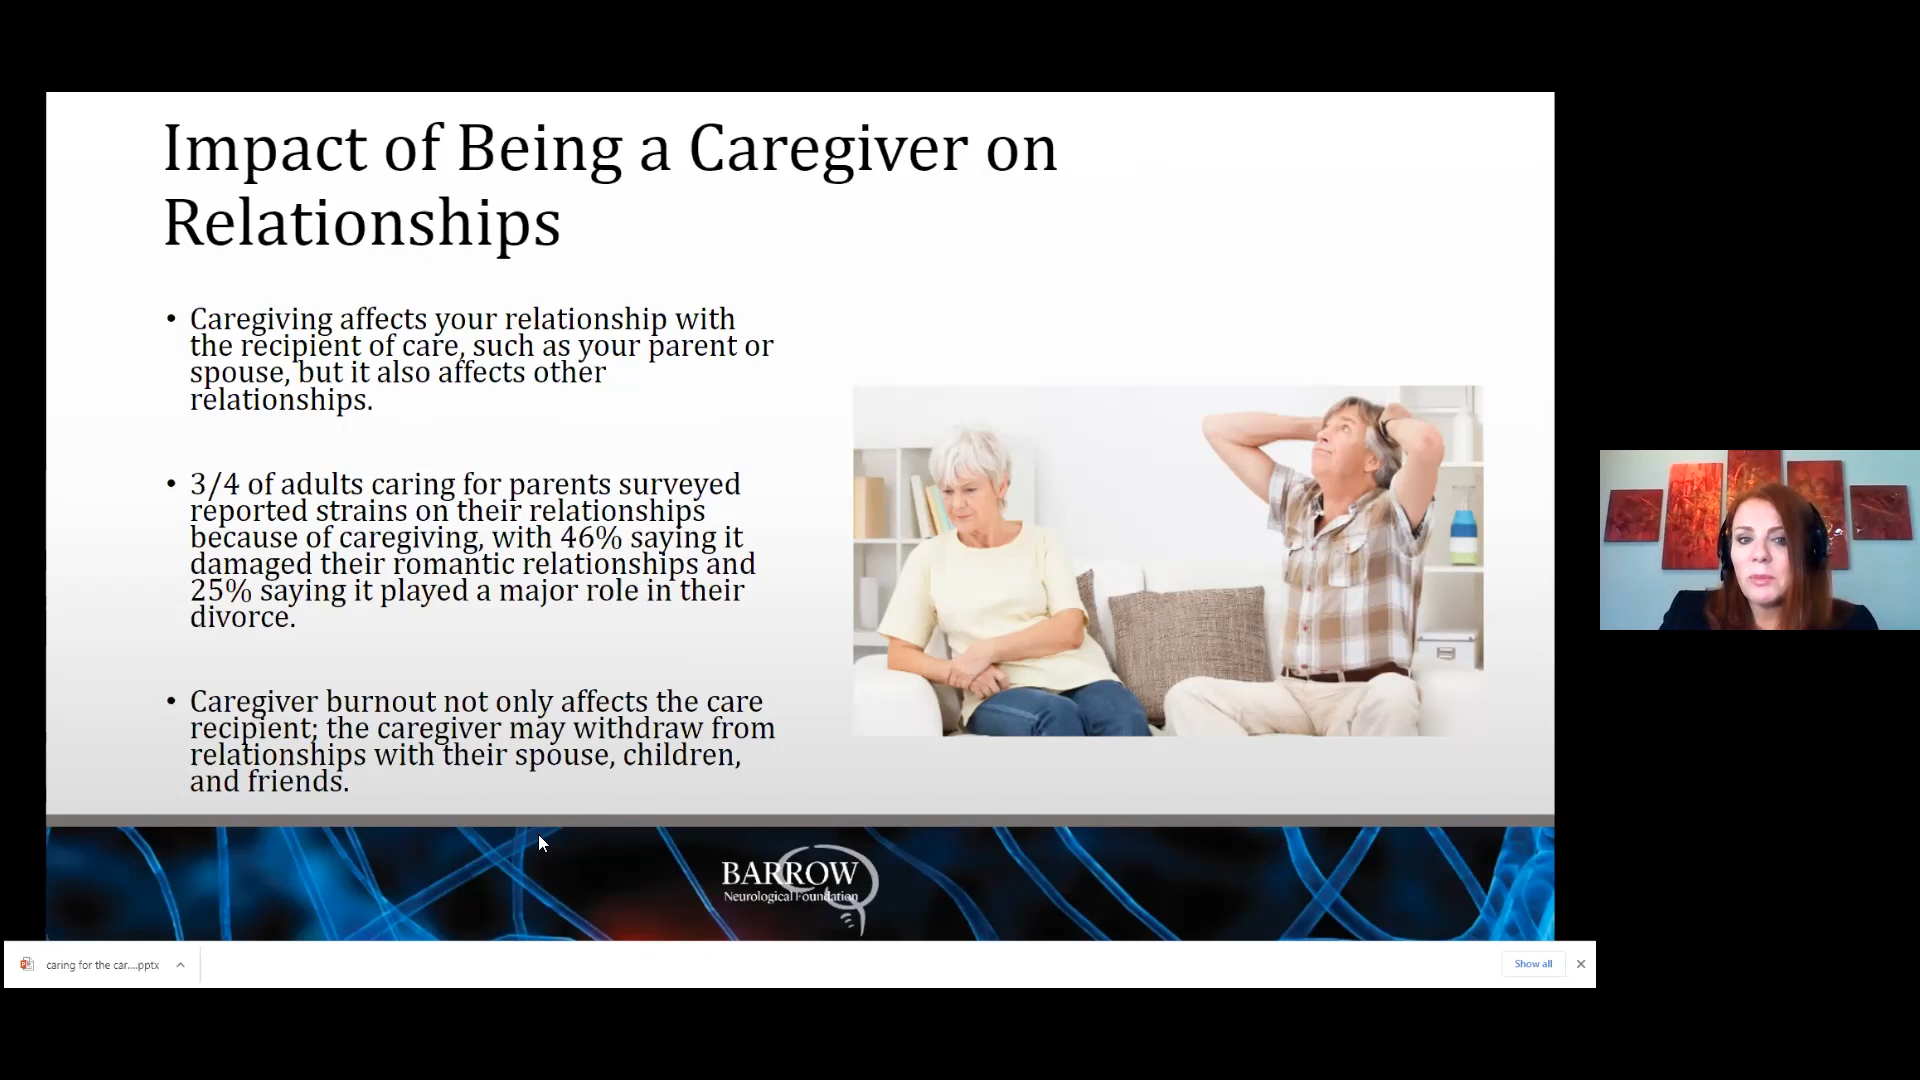 Impact of Being a Caregiver on
Relationships
• Caregiving affects your relationship with
the recipient of care, such as your parent or
spouse, but it also affects other
relationships.
• 3/4 of adults caring for parents surveyed
reported strains on their relationships
because of caregiving, with 46% saying it
damaged their romantic relationships and
25% saying it played a major role in their
divorce.
• Caregiver burnout not only affects the care
recipient; the caregiver may withdraw from
relationships with their spouse, children,
and friends.
BARROW
Neurological Foundation
caring for the car....pptx
Show all